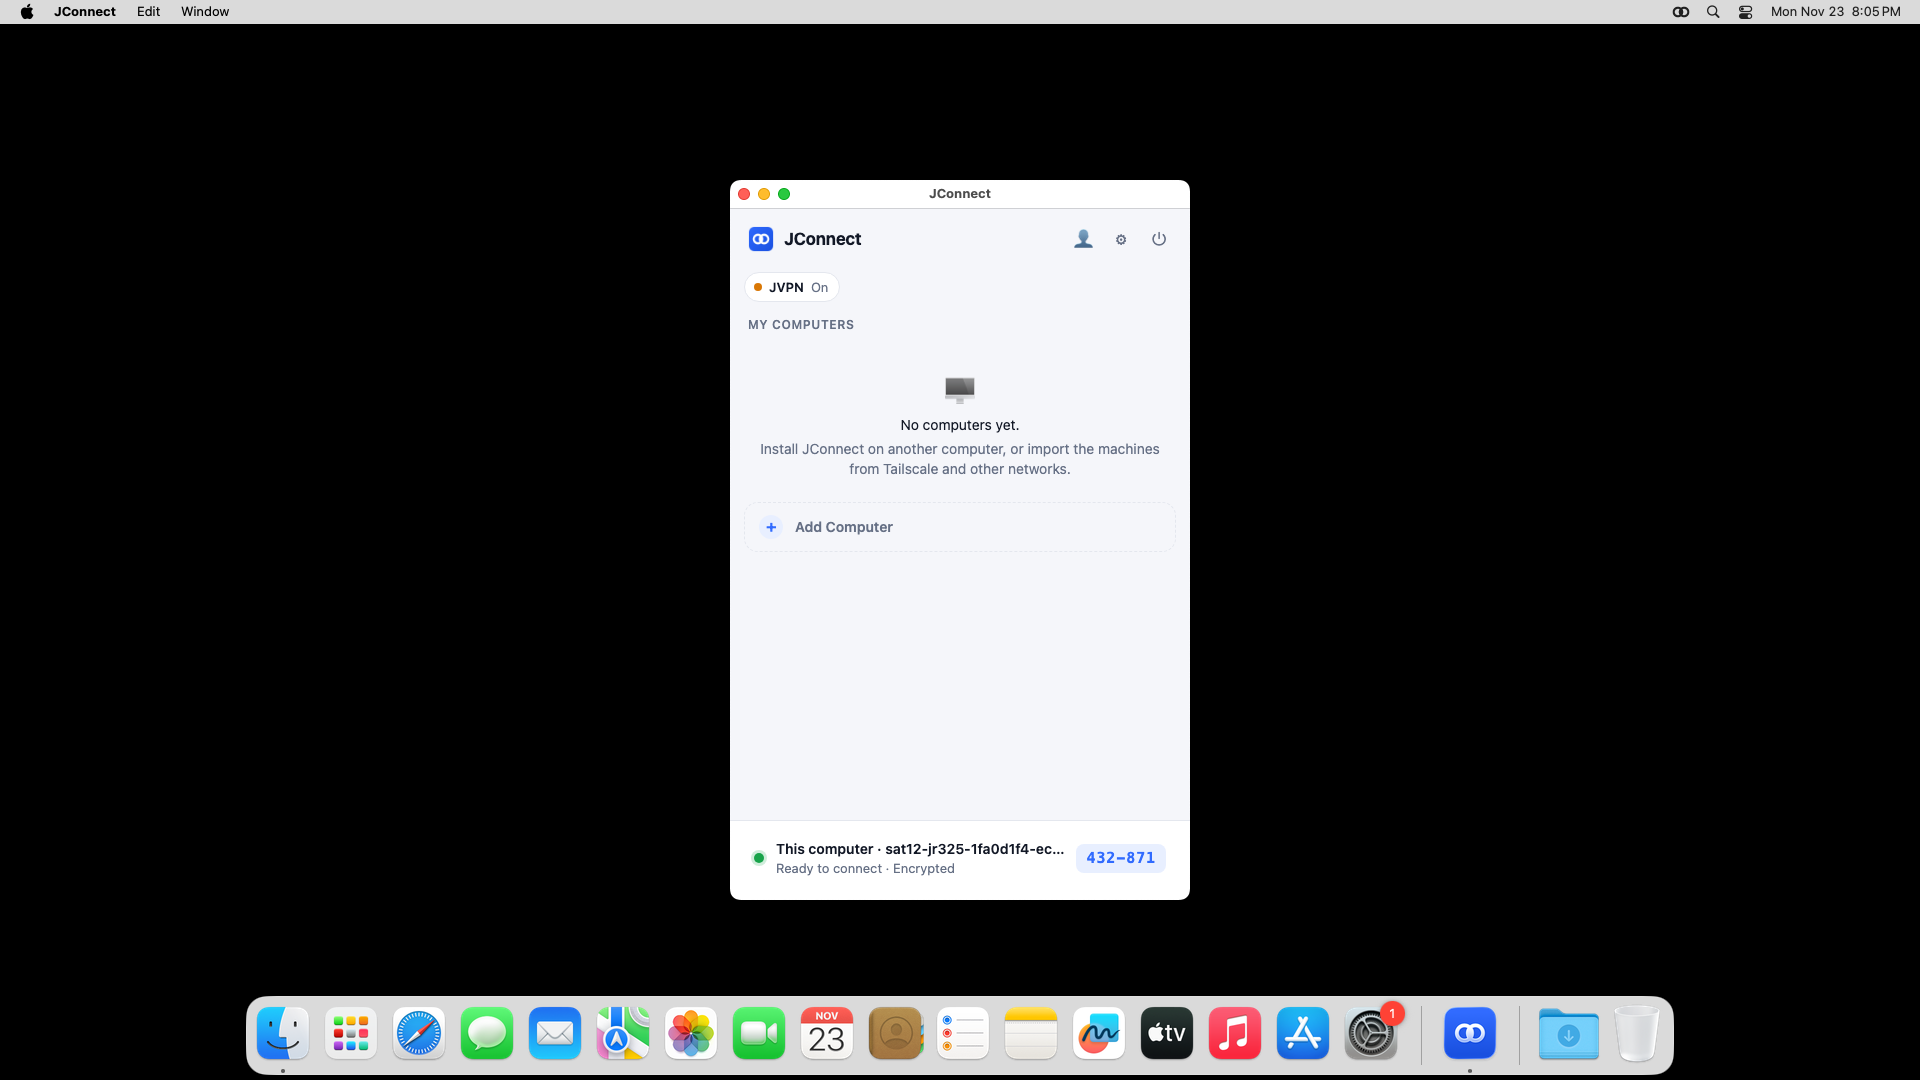 JConnect Edit Window Mon Nov 23 8:05 PM
JConnect
JConnect
JVPN On
MY COMPUTERS
No computers yet.
Install JConnect on another computer, or import the machines
from Tailscale and other networks.
+ Add Computer
This computer · sat12-jr325-1fa0d1f4-ec...
Ready to connect · Encrypted
432-871
NOV
23
tv
1